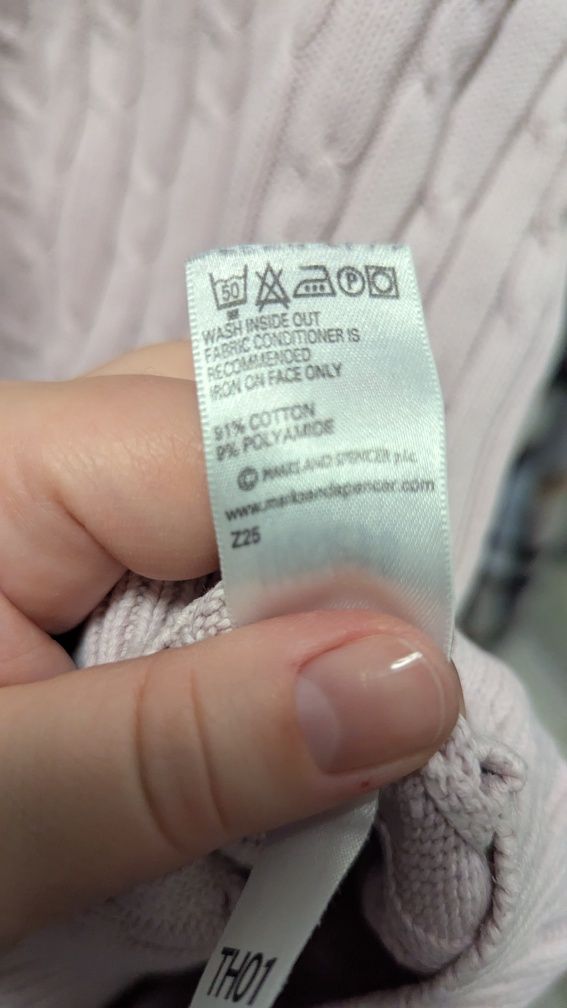 50
P
WASH INSIDE OUT
FABRIC CONDITIONER IS
RECOMMENDED
IRON ON FACE ONLY
91% COTTON
9% POLYAMIDE
© MARKS AND SPENCER p.l.c.
www.marksandspencer.com
Z25
TH01